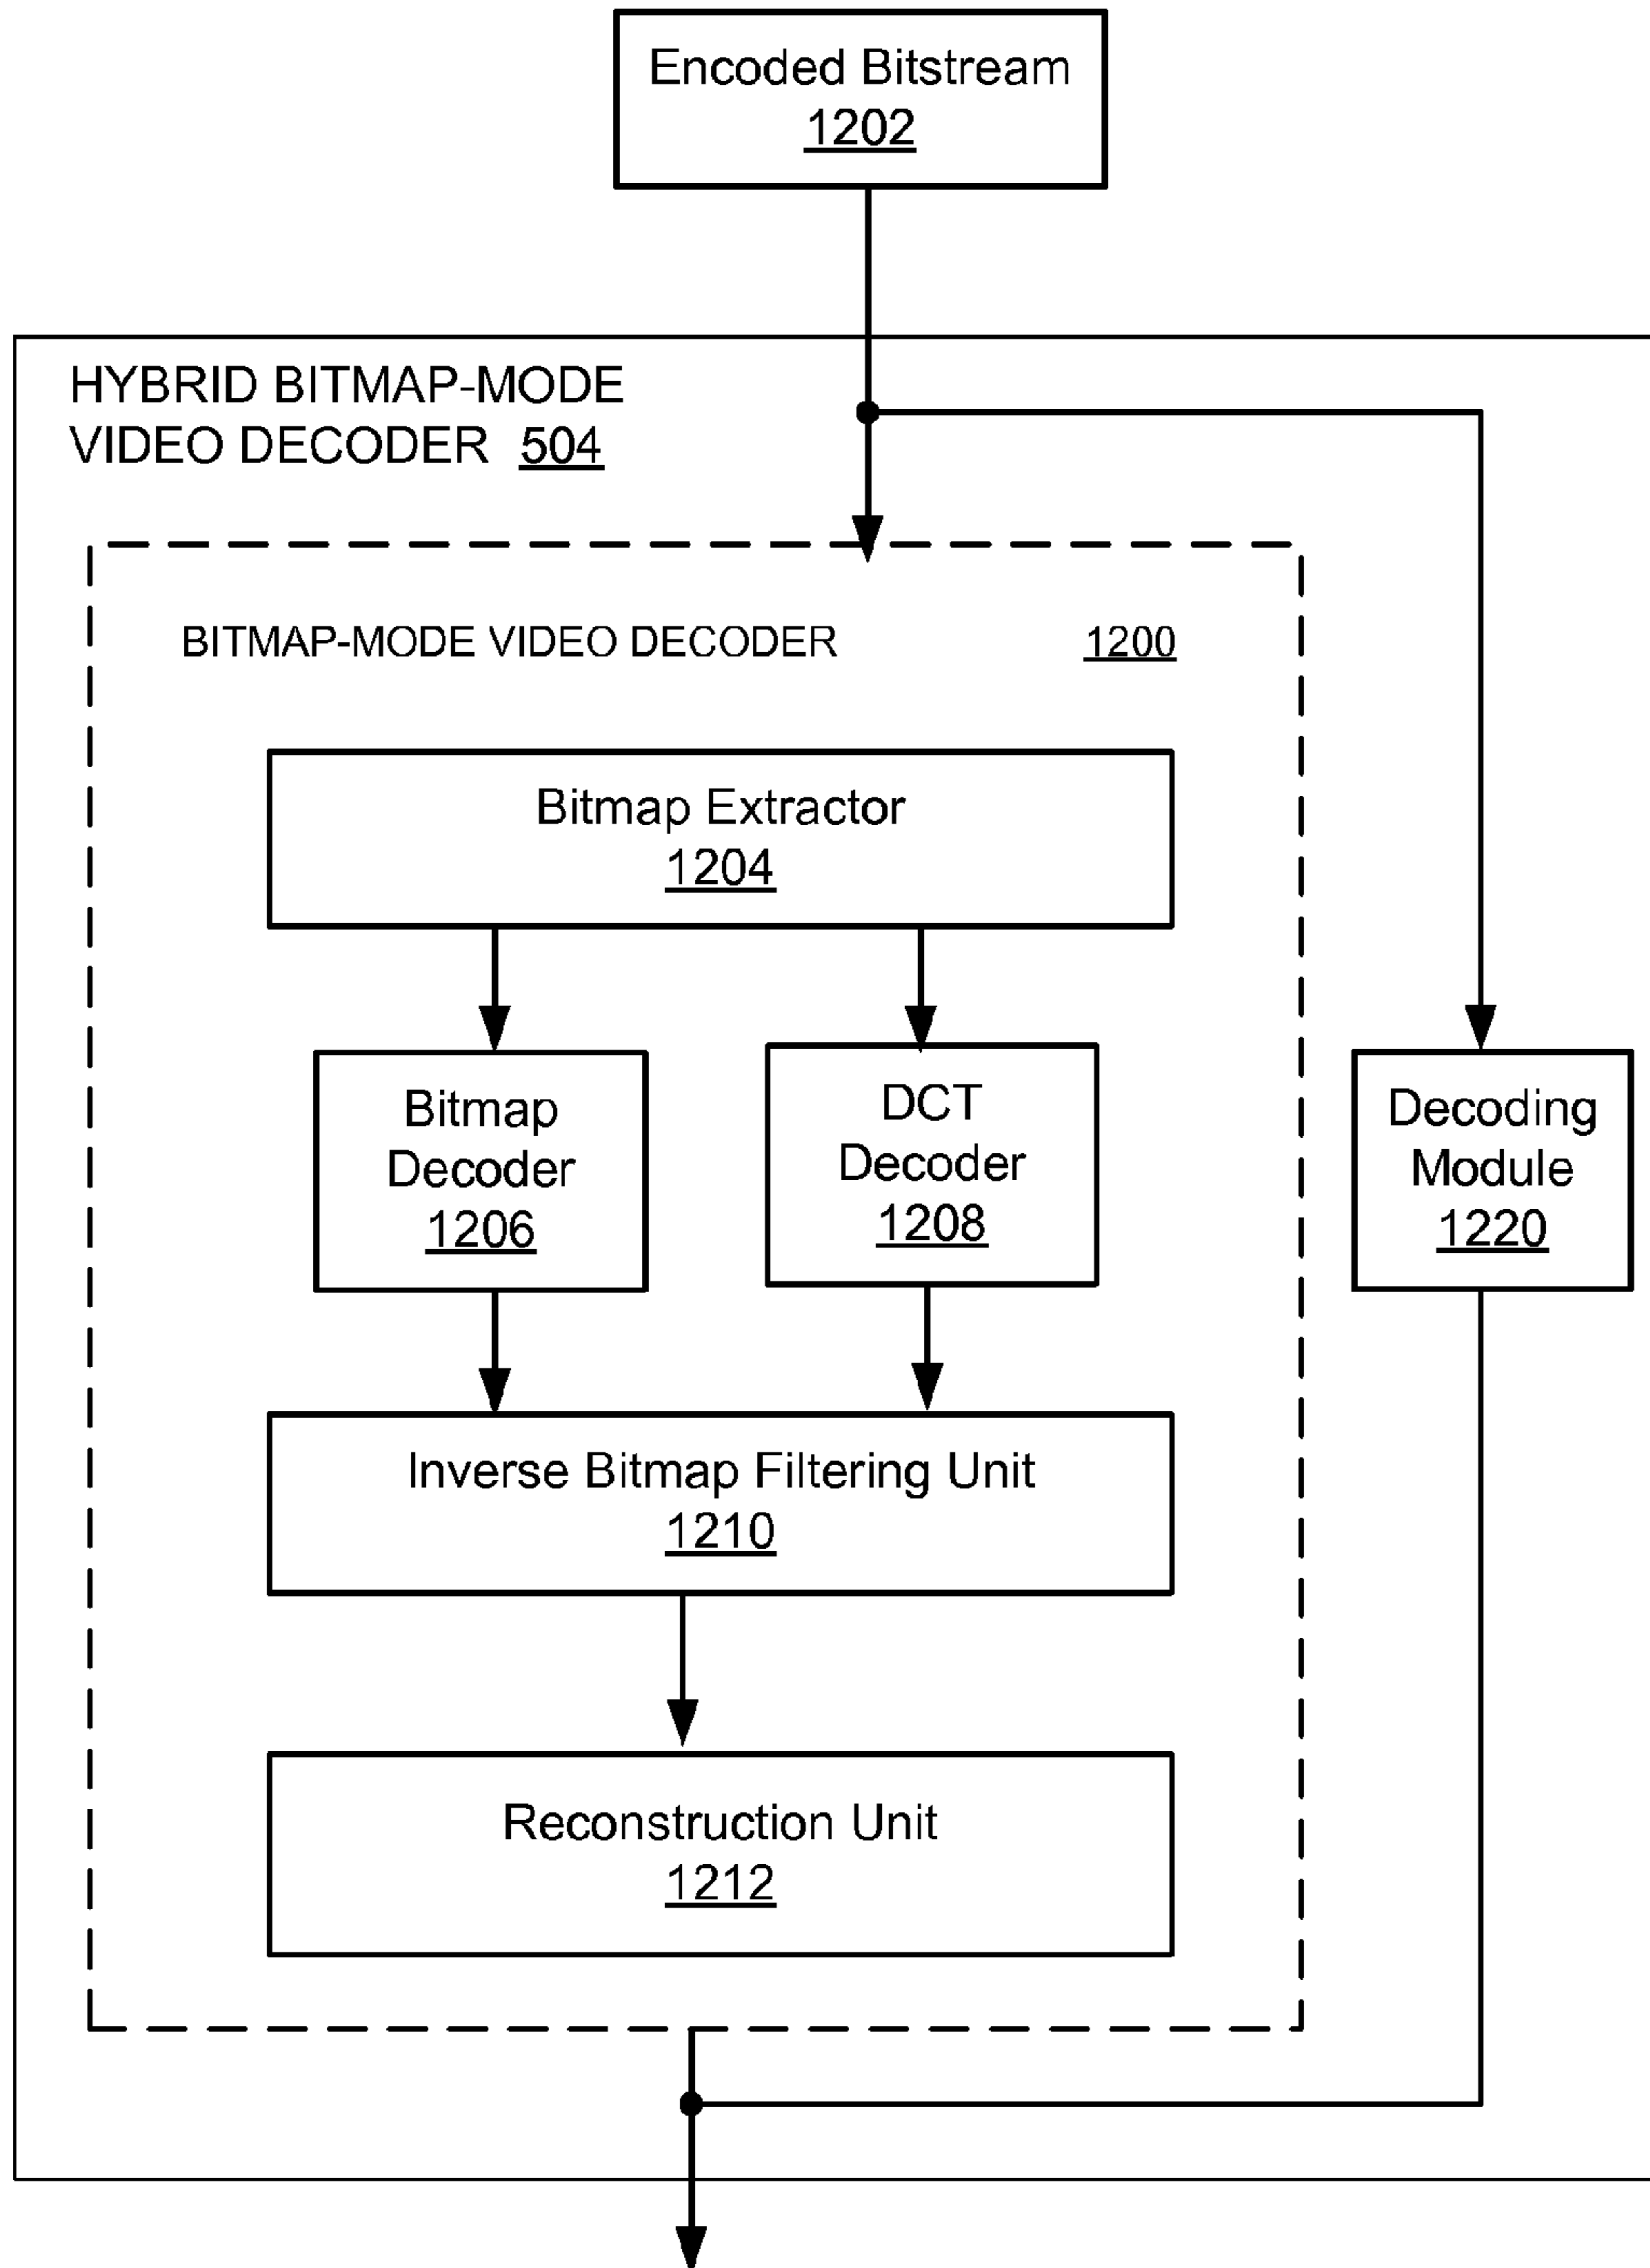 Encoded Bitstream
1202
HYBRID BITMAP-MODE
VIDEO DECODER 504
BITMAP-MODE VIDEO DECODER 1200
Bitmap Extractor
1204
Bitmap
Decoder
1206
DCT
Decoder
1208
Decoding
Module
1220
Inverse Bitmap Filtering Unit
1210
Reconstruction Unit
1212